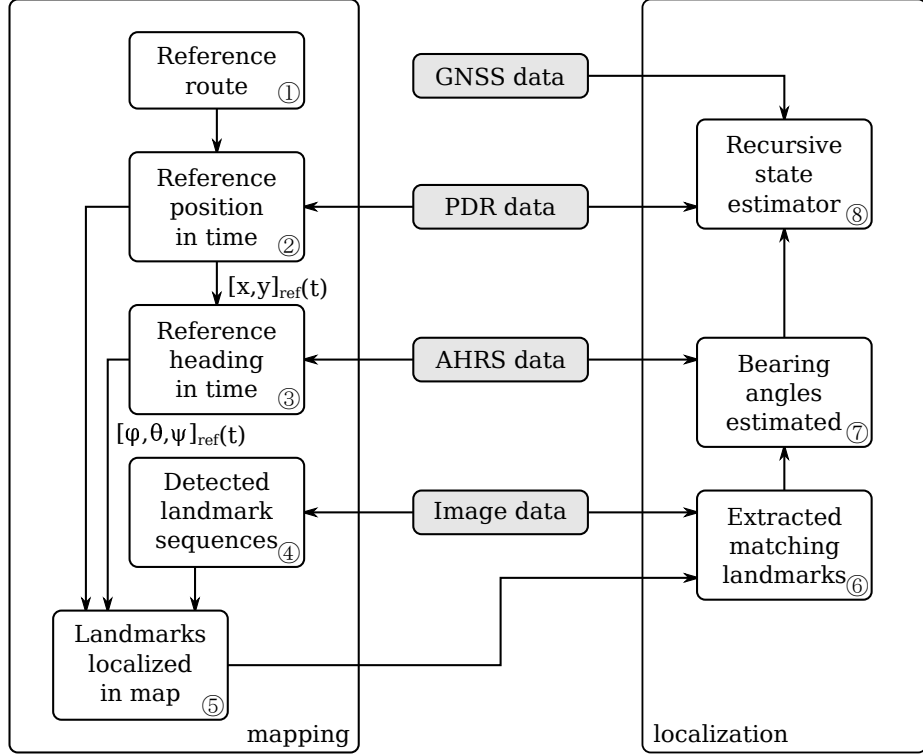 Reference
route
①
Reference
position
in time
②
[x,y]ref(t)
Reference
heading
in time
③
[φ,θ,ψ]ref(t)
Detected
landmark
sequences
④
Landmarks
localized
in map
⑤
mapping
GNSS data
PDR data
AHRS data
Image data
Recursive
state
estimator
⑧
Bearing
angles
estimated
⑦
Extracted
matching
landmarks
⑥
localization